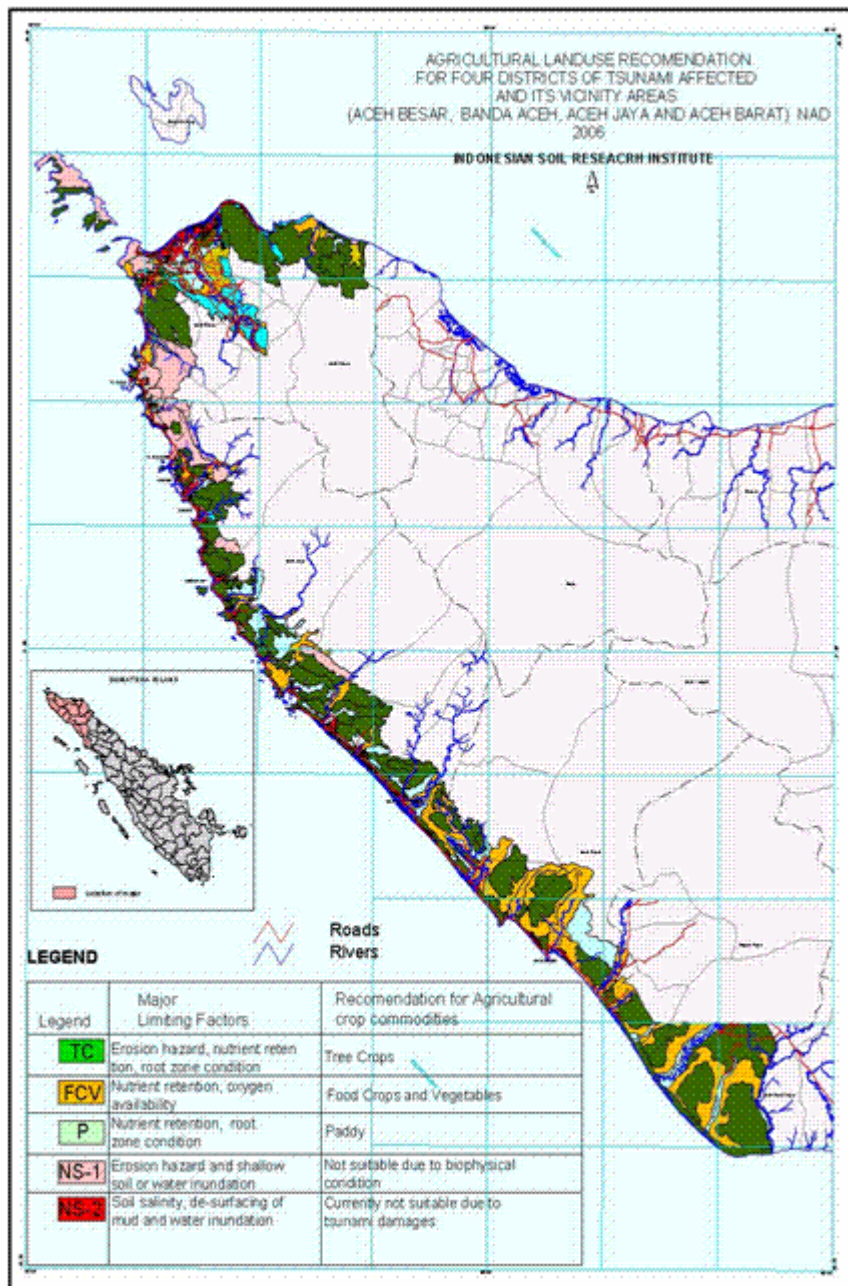 AGRICULTURAL LANDUSE RECOMENDATION
FOR FOUR DISTRICTS OF TSUNAMI AFFECTED
AND ITS VICINITY AREAS
(ACEH BESAR, BANDA ACEH, ACEH JAYA AND ACEH BARAT) NAD
2006
INDONESIAN SOIL RESEACRH INSTITUTE
SUMATERA ISLAND
Roads
Rivers
LEGEND
Legend
Major
Limiting Factors
Recomendation for Agricultural
crop commodities
TC
Erosion hazard, nutrient reten
tion, root zone condition
Tree Crops
FCV
Nutrient retention, oxygen
availability
Food Crops and Vegetables
P
Nutrient retention, root
zone condition
Paddy
NS-1
Erosion hazard and shallow
soil or water inundation
Not suitable due to biophysical
condition
NS-2
Soil salinity, de-surfacing of
mud and water inundation
Currently not suitable due to
tsunami damages